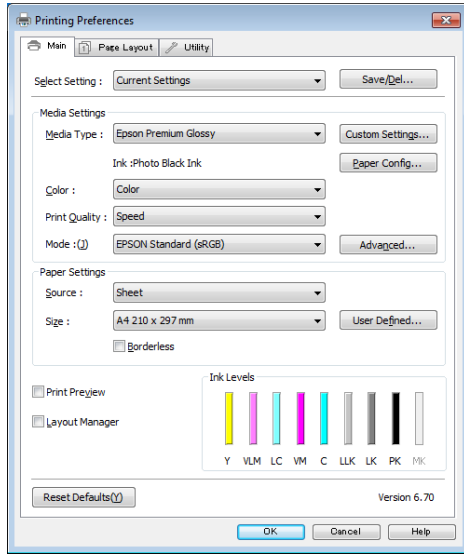 Printing Preferences
Main Page Layout Utility
Select Setting : Current Settings Save/Del...
Media Settings
Media Type : Epson Premium Glossy Custom Settings...
Ink :Photo Black Ink Paper Config...
Color : Color
Print Quality : Speed
Mode :(J) EPSON Standard (sRGB) Advanced...
Paper Settings
Source : Sheet
Size : A4 210 x 297 mm User Defined...
Borderless
Print Preview
Layout Manager
Ink Levels
Y VLM LC VM C LLK LK PK MK
Reset Defaults(Y) Version 6.70
OK Cancel Help